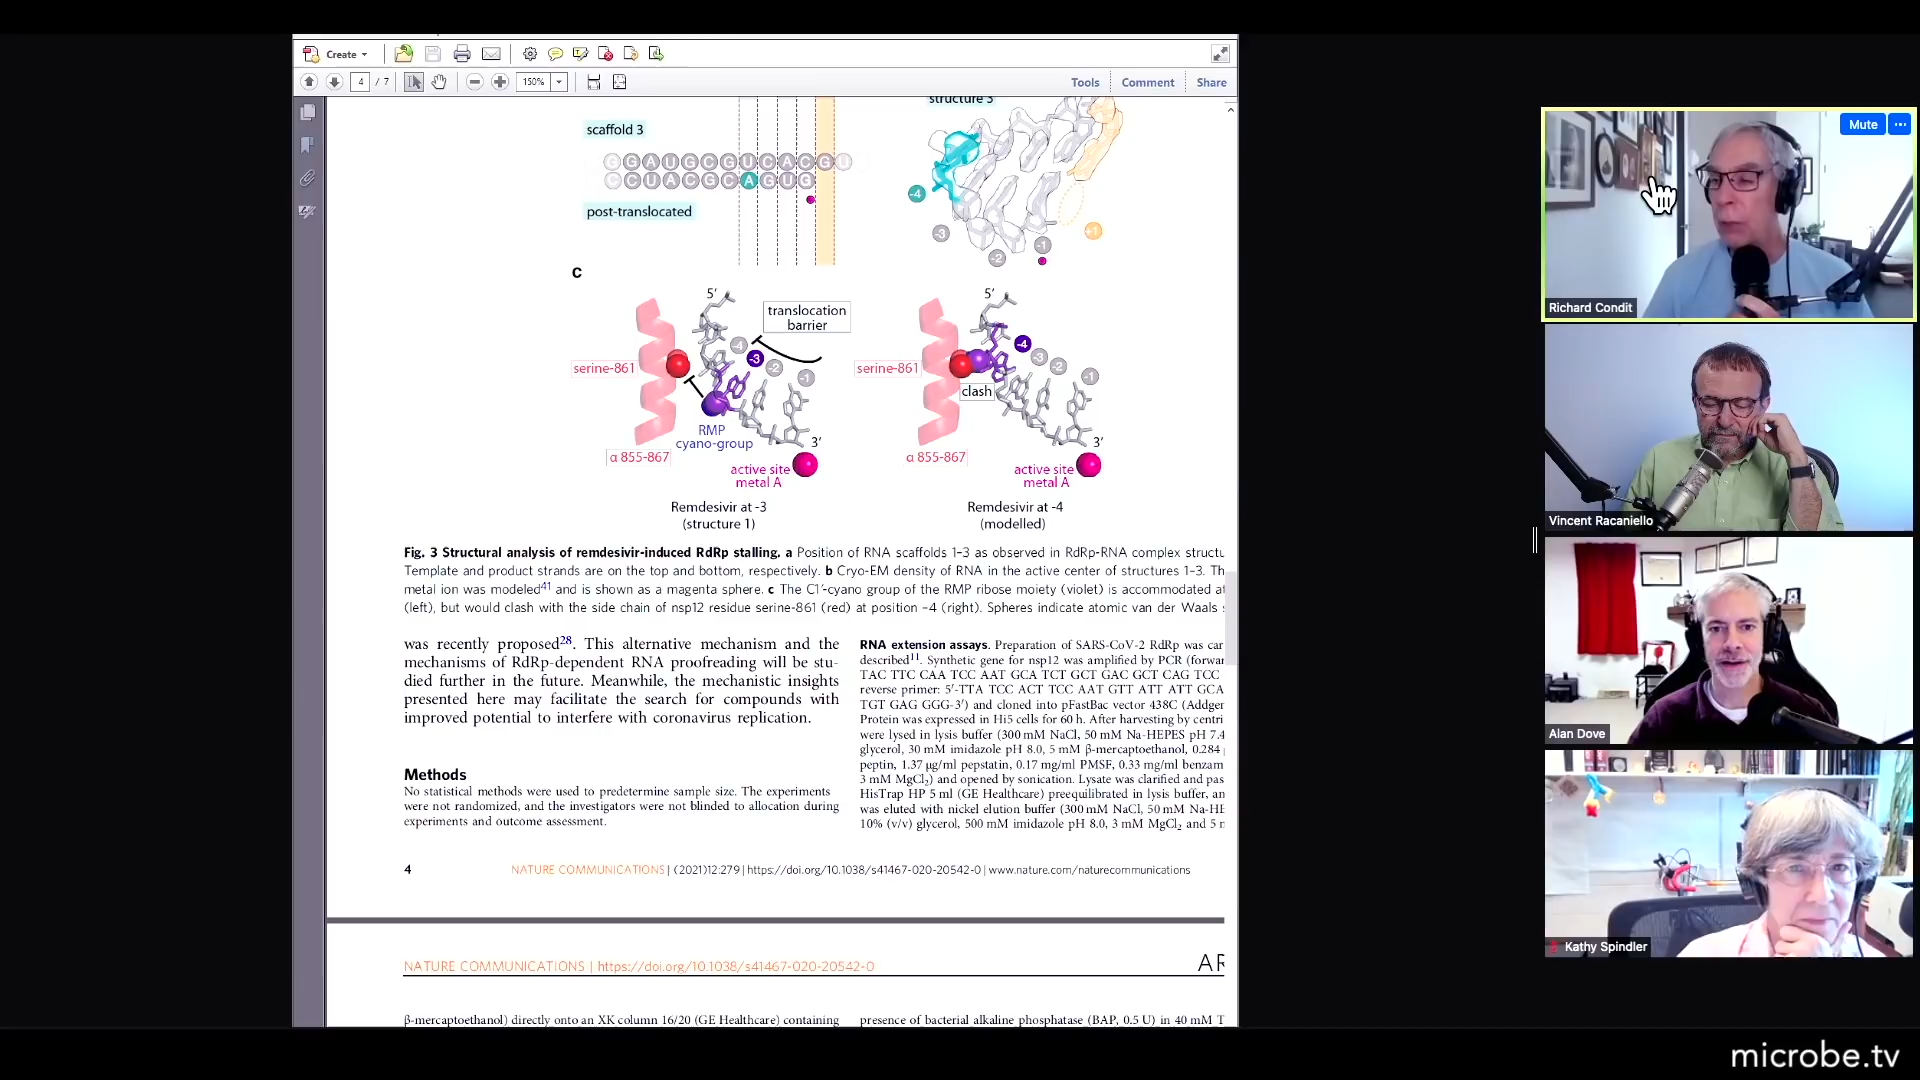 Create
4 / 7
150%
Tools
Comment
Share
structure 3
scaffold 3
G G A U G C G U C A C G U
C C U A C G C A G U G
post-translocated
-4
-3
-2
-1
+1
c
5′
translocation
barrier
-4
-3
-2
-1
serine-861
RMP
cyano-group
3′
α 855-867
active site
metal A
Remdesivir at -3
(structure 1)
5′
-4
-3
-2
-1
serine-861
clash
3′
α 855-867
active site
metal A
Remdesivir at -4
(modelled)
Fig. 3 Structural analysis of remdesivir-induced RdRp stalling. a Position of RNA scaffolds 1–3 as observed in RdRp-RNA complex structu
Template and product strands are on the top and bottom, respectively. b Cryo-EM density of RNA in the active center of structures 1–3. Th
metal ion was modeled41 and is shown as a magenta sphere. c The C1′-cyano group of the RMP ribose moiety (violet) is accommodated at
(left), but would clash with the side chain of nsp12 residue serine-861 (red) at position –4 (right). Spheres indicate atomic van der Waals
was recently proposed28. This alternative mechanism and the
mechanisms of RdRp-dependent RNA proofreading will be stu-
died further in the future. Meanwhile, the mechanistic insights
presented here may facilitate the search for compounds with
improved potential to interfere with coronavirus replication.
Methods
No statistical methods were used to predetermine sample size. The experiments
were not randomized, and the investigators were not blinded to allocation during
experiments and outcome assessment.
RNA extension assays. Preparation of SARS-CoV-2 RdRp was car
described11. Synthetic gene for nsp12 was amplified by PCR (forwar
TAC TTC CAA TCC AAT GCA TCT GCT GAC GCT CAG TCC
reverse primer: 5′-TTA TCC ACT TCC AAT GTT ATT ATT GCA
TGT GAG GGG-3′) and cloned into pFastBac vector 438C (Addger
Protein was expressed in Hi5 cells for 60 h. After harvesting by centri
were lysed in lysis buffer (300 mM NaCl, 50 mM Na-HEPES pH 7.4
glycerol, 30 mM imidazole pH 8.0, 5 mM β-mercaptoethanol, 0.284
peptin, 1.37 µg/ml pepstatin, 0.17 mg/ml PMSF, 0.33 mg/ml benzam
3 mM MgCl2) and opened by sonication. Lysate was clarified and pas
HisTrap HP 5 ml (GE Healthcare) preequilibrated in lysis buffer, an
was eluted with nickel elution buffer (300 mM NaCl, 50 mM Na-HE
10% (v/v) glycerol, 500 mM imidazole pH 8.0, 3 mM MgCl2 and 5 
4
NATURE COMMUNICATIONS | (2021)12:279 | https://doi.org/10.1038/s41467-020-20542-0 | www.nature.com/naturecommunications
NATURE COMMUNICATIONS | https://doi.org/10.1038/s41467-020-20542-0
AR
β-mercaptoethanol) directly onto an XK column 16/20 (GE Healthcare) containing
presence of bacterial alkaline phosphatase (BAP, 0.5 U) in 40 mM T
Mute
Richard Condit
Vincent Racaniello
Alan Dove
Kathy Spindler
microbe.tv